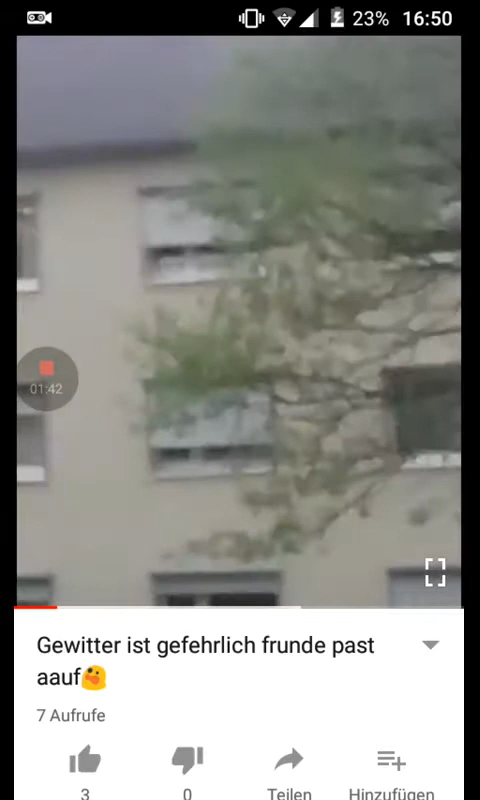 23% 16:50
01:42
Gewitter ist gefehrlich frunde past
aauf😜
7 Aufrufe
3 0 Teilen Hinzufügen